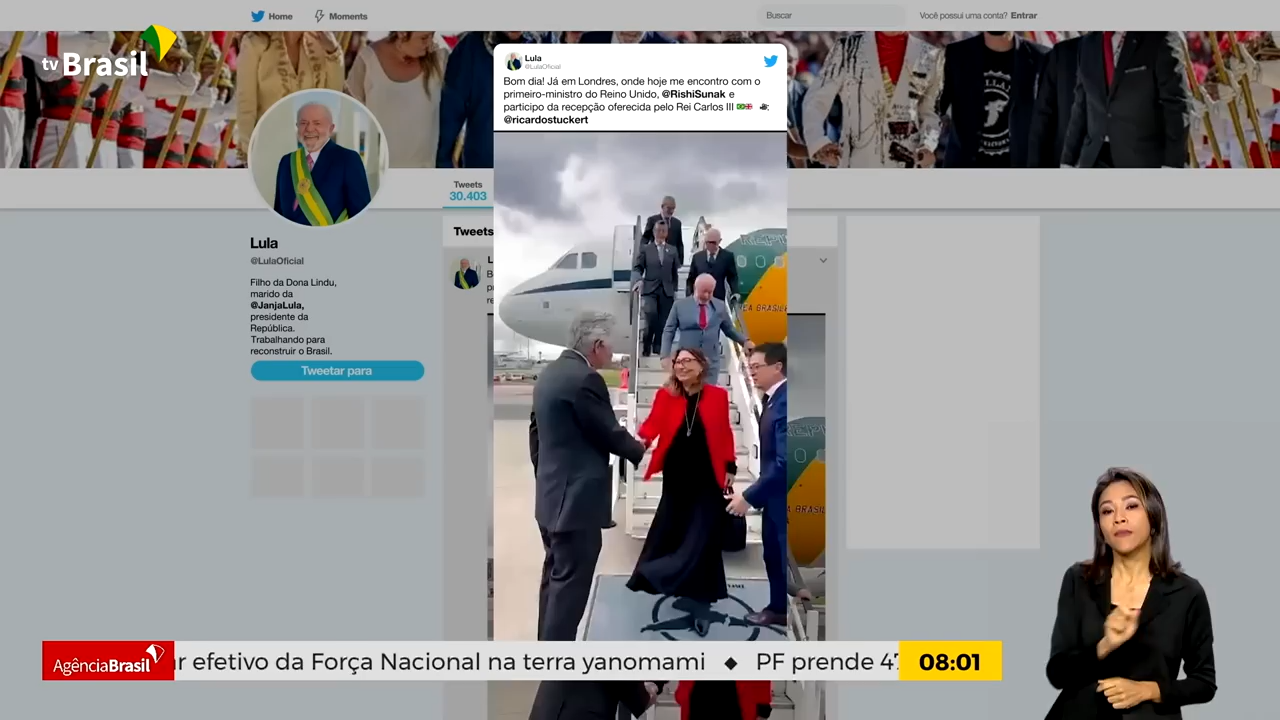 Home
Moments
Buscar
Você possui uma conta? Entrar
tv Brasil
Lula
@LulaOficial
Bom dia! Já em Londres, onde hoje me encontro com o
primeiro-ministro do Reino Unido, @RishiSunak e
participo da recepção oferecida pelo Rei Carlos III
@ricardostuckert
Tweets
30.403
Tweets
Lula
@LulaOficial
Filho da Dona Lindu,
marido da
@JanjaLula,
presidente da
República.
Trabalhando para
reconstruir o Brasil.
Tweetar para
AgênciaBrasil
r efetivo da Força Nacional na terra yanomami ◆ PF prende 47
08:01